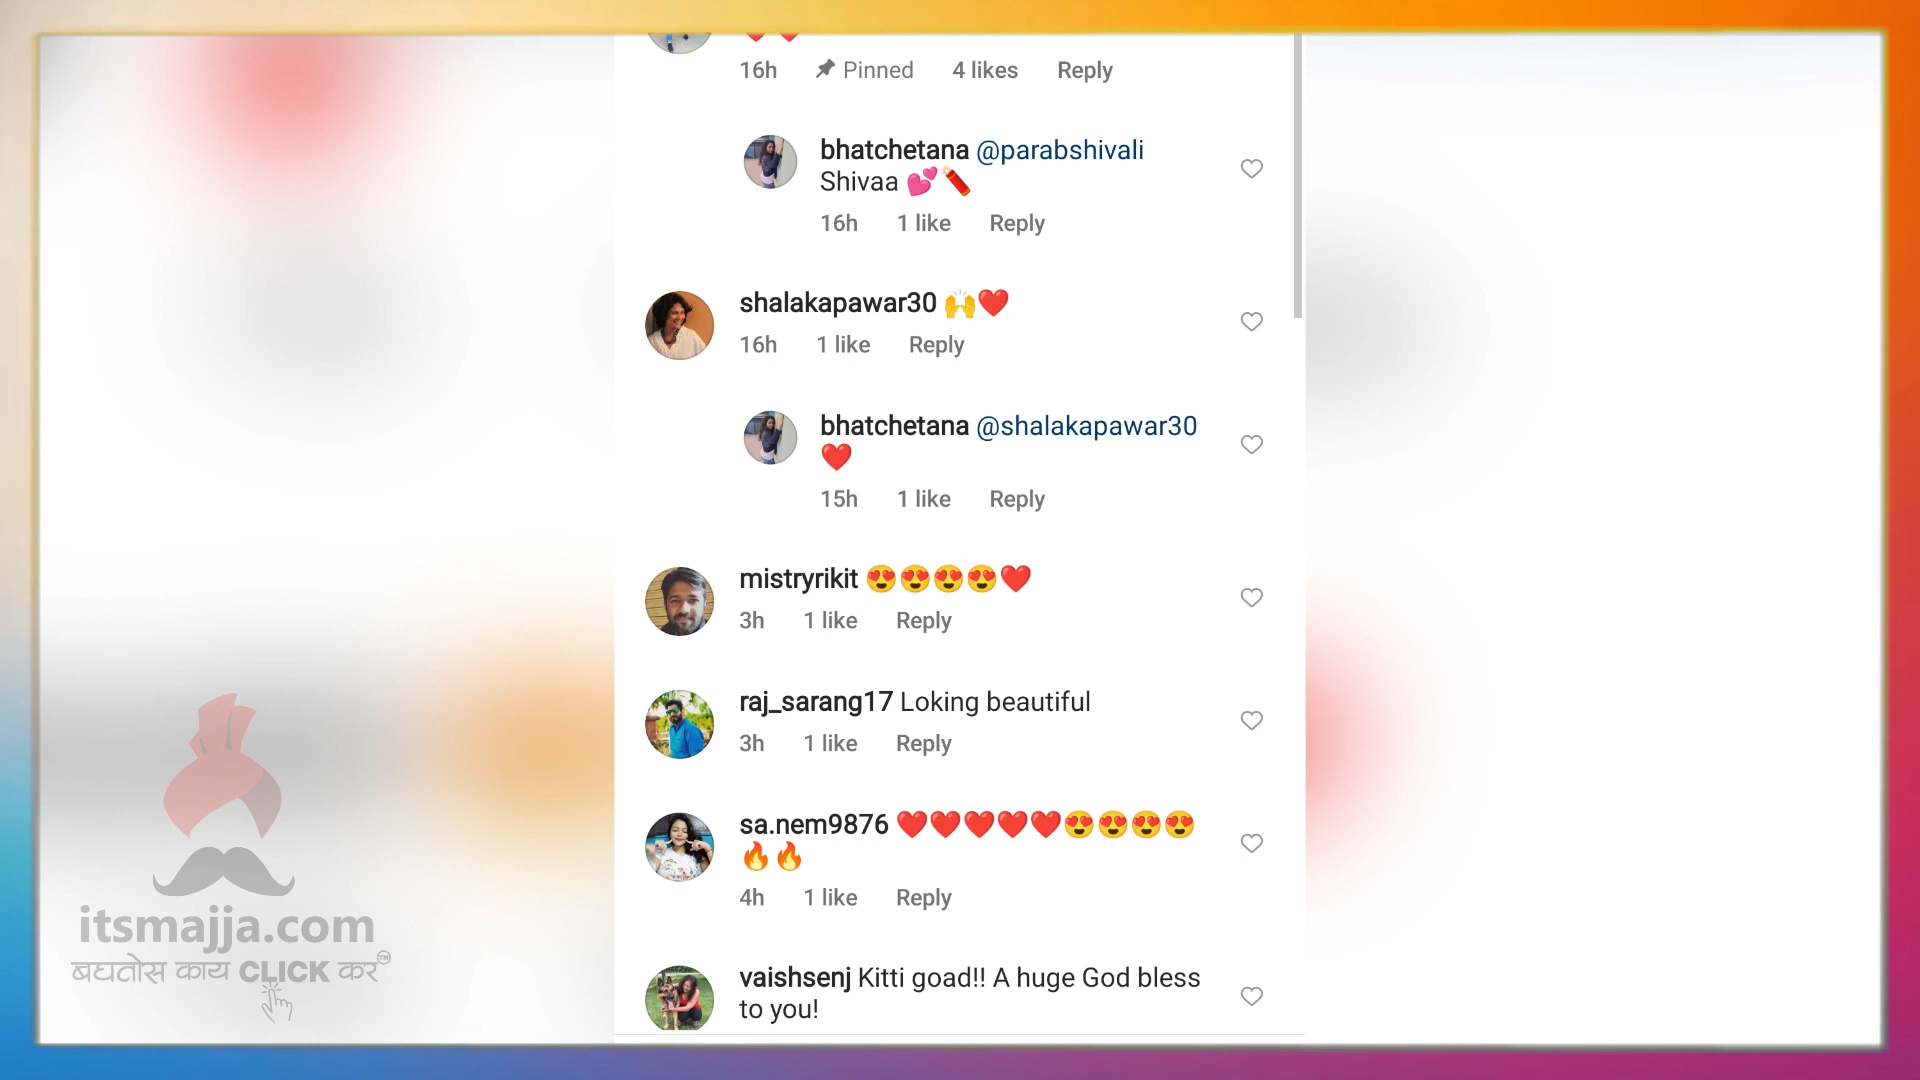 16h Pinned 4 likes Reply
bhatchetana @parabshivali
Shivaa 💕🧨
16h 1 like Reply
shalakapawar30 🙌❤️
16h 1 like Reply
bhatchetana @shalakapawar30
❤️
15h 1 like Reply
mistryrikit 😍😍😍😍❤️
3h 1 like Reply
raj_sarang17 Loking beautiful
3h 1 like Reply
sa.nem9876 ❤️❤️❤️❤️❤️😍😍😍😍
🔥🔥
4h 1 like Reply
vaishsenj Kitti goad!! A huge God bless
to you!
itsmajja.com
बघतोस काय CLICK कर™